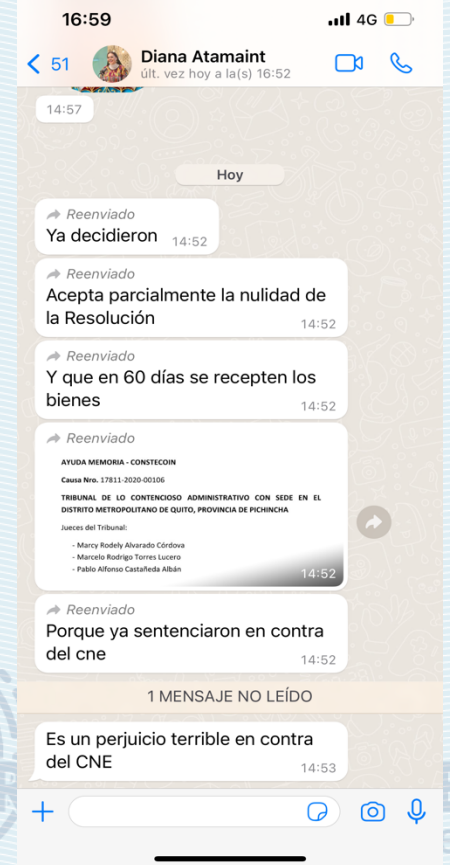 16:59
4G
51
Diana Atamaint
últ. vez hoy a la(s) 16:52
14:57
Hoy
Reenviado
Ya decidieron 14:52
Reenviado
Acepta parcialmente la nulidad de
la Resolución
14:52
Reenviado
Y que en 60 días se recepten los
bienes
14:52
Reenviado
AYUDA MEMORIA - CONSTECOIN
Causa Nro. 17811-2020-00106
TRIBUNAL DE LO CONTENCIOSO ADMINISTRATIVO CON SEDE EN EL
DISTRITO METROPOLITANO DE QUITO, PROVINCIA DE PICHINCHA
Jueces del Tribunal:
- Marcy Rodely Alvarado Córdova
- Marcelo Rodrigo Torres Lucero
- Pablo Alfonso Castañeda Albán
14:52
Reenviado
Porque ya sentenciaron en contra
del cne
14:52
1 MENSAJE NO LEÍDO
Es un perjuicio terrible en contra
del CNE
14:53